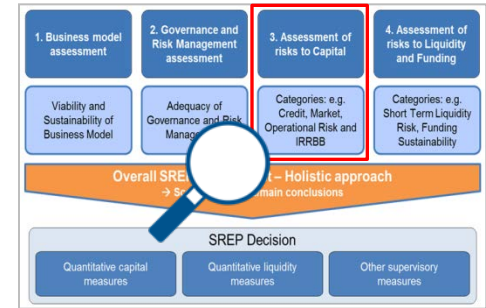 1. Business model
assessment
2. Governance and
Risk Management
assessment
3. Assessment of
risks to Capital
4. Assessment of
risks to Liquidity
and Funding
Viability and
Sustainability of
Business Model
Adequacy of
Governance and Risk
Categories: e.g.
Credit, Market,
Operational Risk and
IRRBB
Categories: e.g.
Short Term Liquidity
Risk, Funding
Sustainability
Overall SREP – Holistic approach
→ main conclusions
SREP Decision
Quantitative capital
measures
Quantitative liquidity
measures
Other supervisory
measures